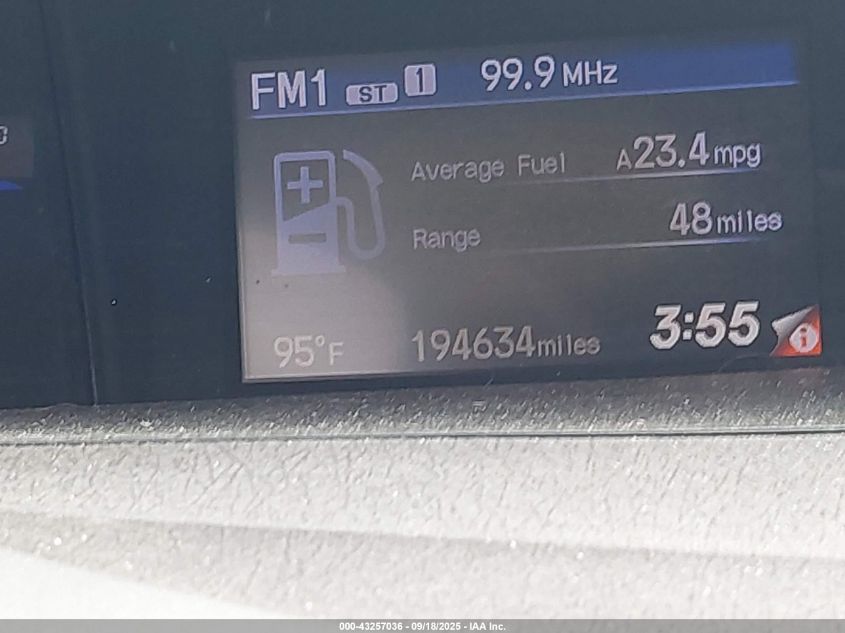 FM1 ST 1 99.9 MHz
Average Fuel A23.4mpg
Range 48miles
95°F 194634miles 3:55 i
000-43257036 - 09/18/2025 - IAA Inc.